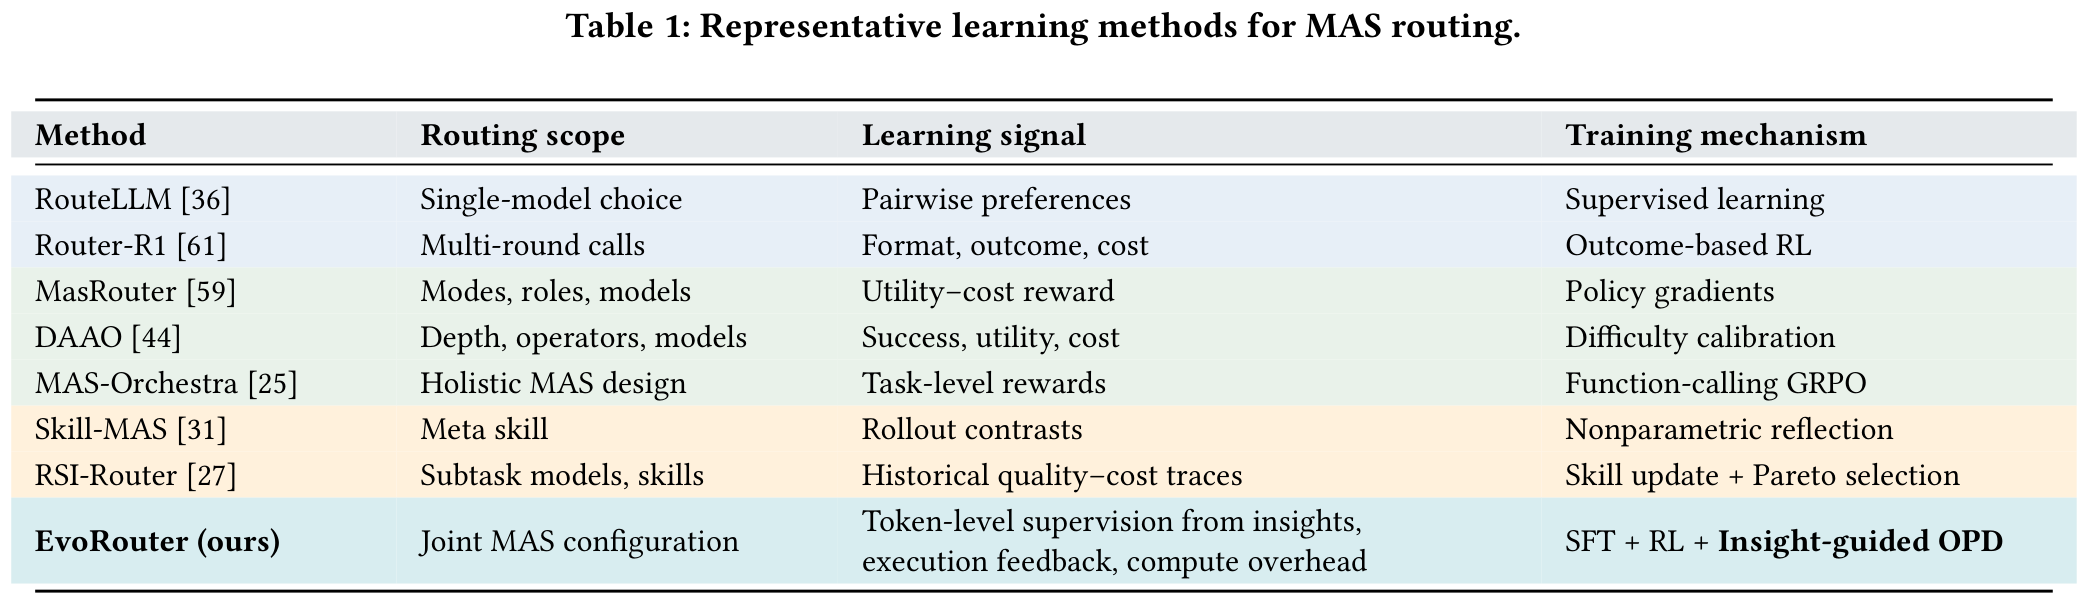 Table 1: Representative learning methods for MAS routing.
Method Routing scope Learning signal Training mechanism
RouteLLM [36] Single-model choice Pairwise preferences Supervised learning
Router-R1 [61] Multi-round calls Format, outcome, cost Outcome-based RL
MasRouter [59] Modes, roles, models Utility–cost reward Policy gradients
DAAO [44] Depth, operators, models Success, utility, cost Difficulty calibration
MAS-Orchestra [25] Holistic MAS design Task-level rewards Function-calling GRPO
Skill-MAS [31] Meta skill Rollout contrasts Nonparametric reflection
RSI-Router [27] Subtask models, skills Historical quality–cost traces Skill update + Pareto selection
EvoRouter (ours) Joint MAS configuration Token-level supervision from insights,
execution feedback, compute overhead SFT + RL + Insight-guided OPD